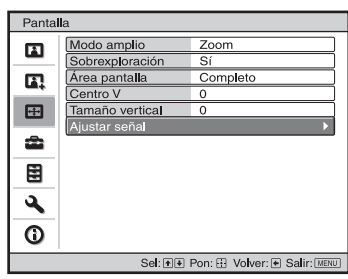 Pantalla
Modo amplio Zoom
Sobrexploración Sí
Área pantalla Completo
Centro V 0
Tamaño vertical 0
Ajustar señal
Sel: Pon: Volver: Salir: MENU